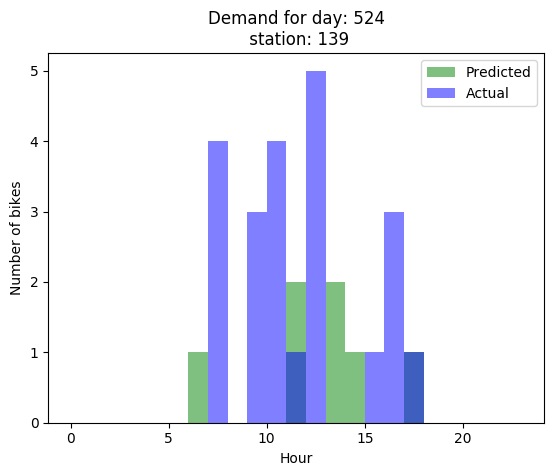 Demand for day: 524
station: 139
Predicted
Actual
Number of bikes
5
4
3
2
1
0
0
5
10
15
20
Hour